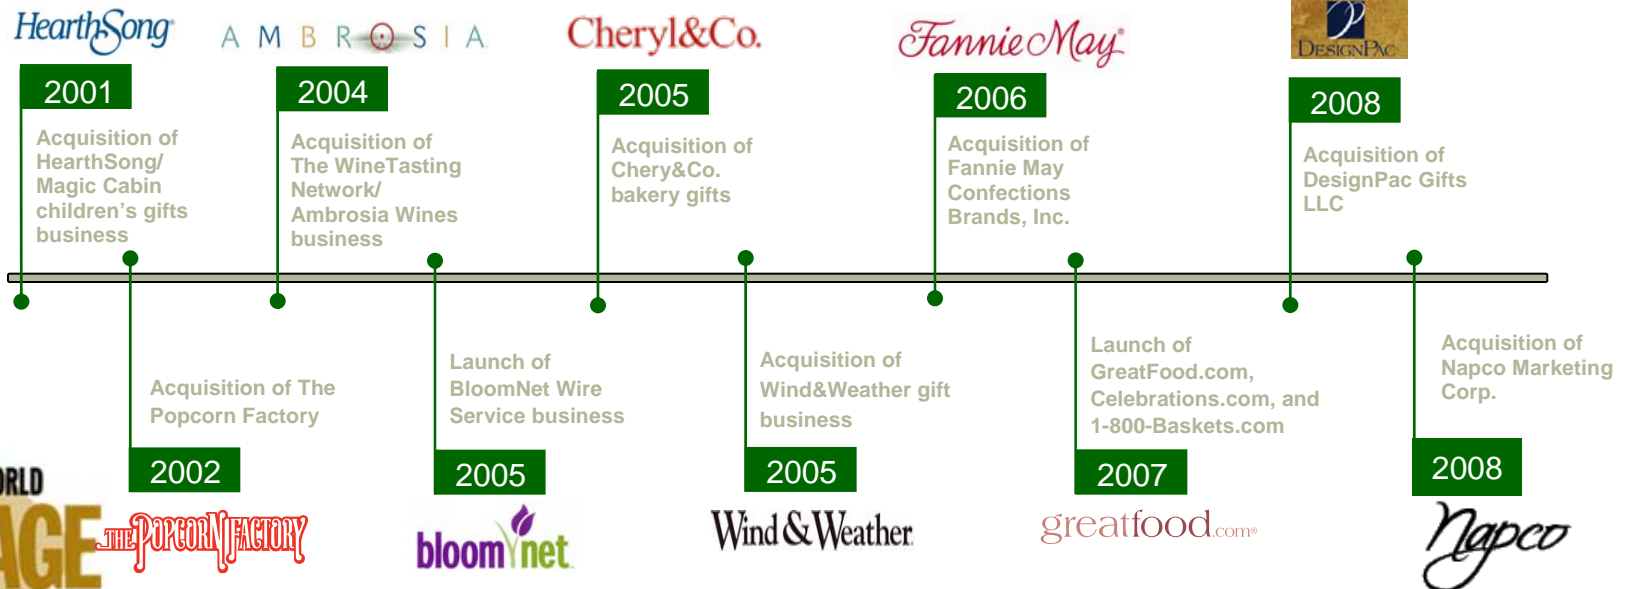 HearthSong
AMBROSIA
Cheryl&Co.
Fannie May®
DESIGNPAC
2001
2004
2005
2006
2008
Acquisition of
HearthSong/
Magic Cabin
children’s gifts
business
Acquisition of
The WineTasting
Network/
Ambrosia Wines
business
Acquisition of
Chery&Co.
bakery gifts
Acquisition of
Fannie May
Confections
Brands, Inc.
Acquisition of
DesignPac Gifts
LLC
Acquisition of The
Popcorn Factory
Launch of
BloomNet Wire
Service business
Acquisition of
Wind&Weather gift
business
Launch of
GreatFood.com,
Celebrations.com, and
1-800-Baskets.com
Acquisition of
Napco Marketing
Corp.
2002
2005
2005
2007
2008
THE POPCORN FACTORY
bloomnet
Wind & Weather
greatfood.com®
napco